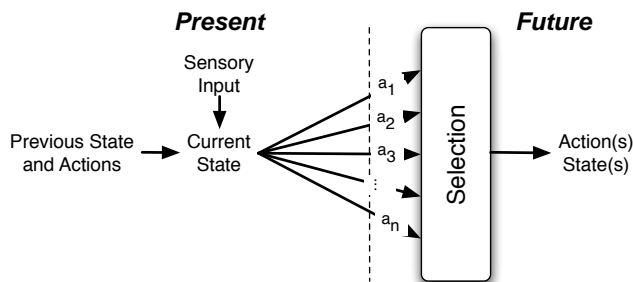 Present
Future
Sensory
Input
Previous State
and Actions
Current
State
a1
a2
a3
...
an
Selection
Action(s)
State(s)